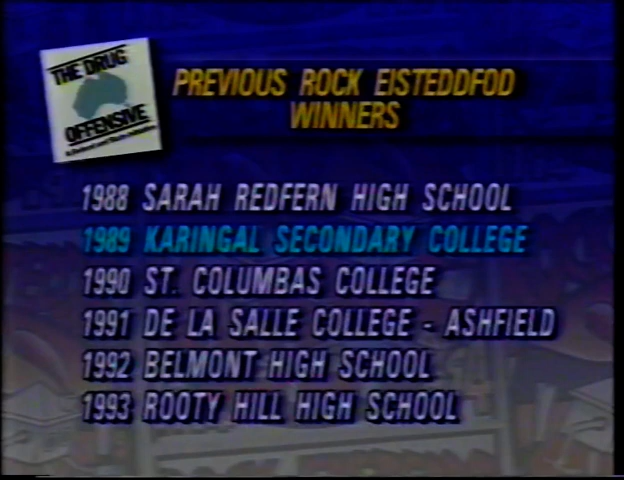 THE DRUG
OFFENSIVE
PREVIOUS ROCK EISTEDDFOD
WINNERS
1988 SARAH REDFERN HIGH SCHOOL
1989 KARINGAL SECONDARY COLLEGE
1990 ST. COLUMBAS COLLEGE
1991 DE LA SALLE COLLEGE - ASHFIELD
1992 BELMONT HIGH SCHOOL
1993 ROOTY HILL HIGH SCHOOL